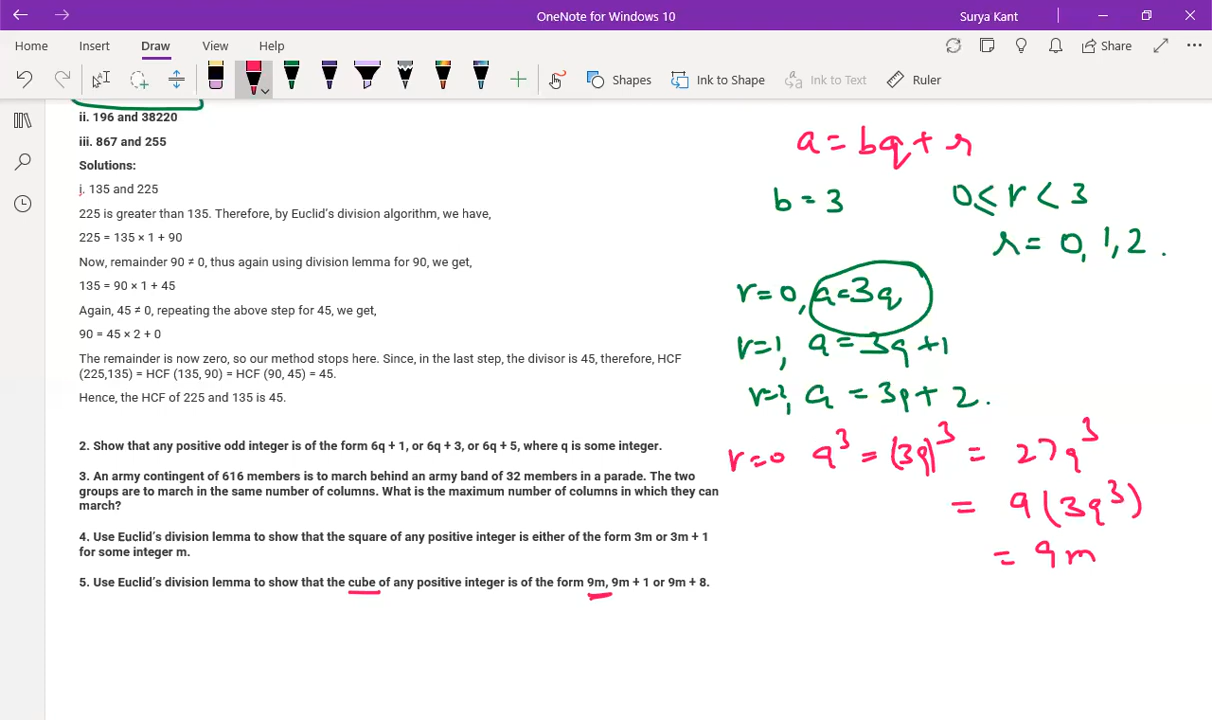 OneNote for Windows 10
Surya Kant
Home Insert Draw View Help
Share
Shapes
Ink to Shape
Ink to Text
Ruler
ii. 196 and 38220
iii. 867 and 255
Solutions:
i. 135 and 225
225 is greater than 135. Therefore, by Euclid's division algorithm, we have,
225 = 135 × 1 + 90
Now, remainder 90 ≠ 0, thus again using division lemma for 90, we get,
135 = 90 × 1 + 45
Again, 45 ≠ 0, repeating the above step for 45, we get,
90 = 45 × 2 + 0
The remainder is now zero, so our method stops here. Since, in the last step, the divisor is 45, therefore, HCF
(225,135) = HCF (135, 90) = HCF (90, 45) = 45.
Hence, the HCF of 225 and 135 is 45.
2. Show that any positive odd integer is of the form 6q + 1, or 6q + 3, or 6q + 5, where q is some integer.
3. An army contingent of 616 members is to march behind an army band of 32 members in a parade. The two
groups are to march in the same number of columns. What is the maximum number of columns in which they can
march?
4. Use Euclid's division lemma to show that the square of any positive integer is either of the form 3m or 3m + 1
for some integer m.
5. Use Euclid's division lemma to show that the cube of any positive integer is of the form 9m, 9m + 1 or 9m + 8.
a = bq + r
b = 3 0 ≤ r < 3
r = 0, 1, 2.
r=0, a=3q
r=1, a = 3q +1
r=2, a = 3q + 2.
r=0 a³ = (3q)³ = 27q³
= 9(3q³)
= 9m